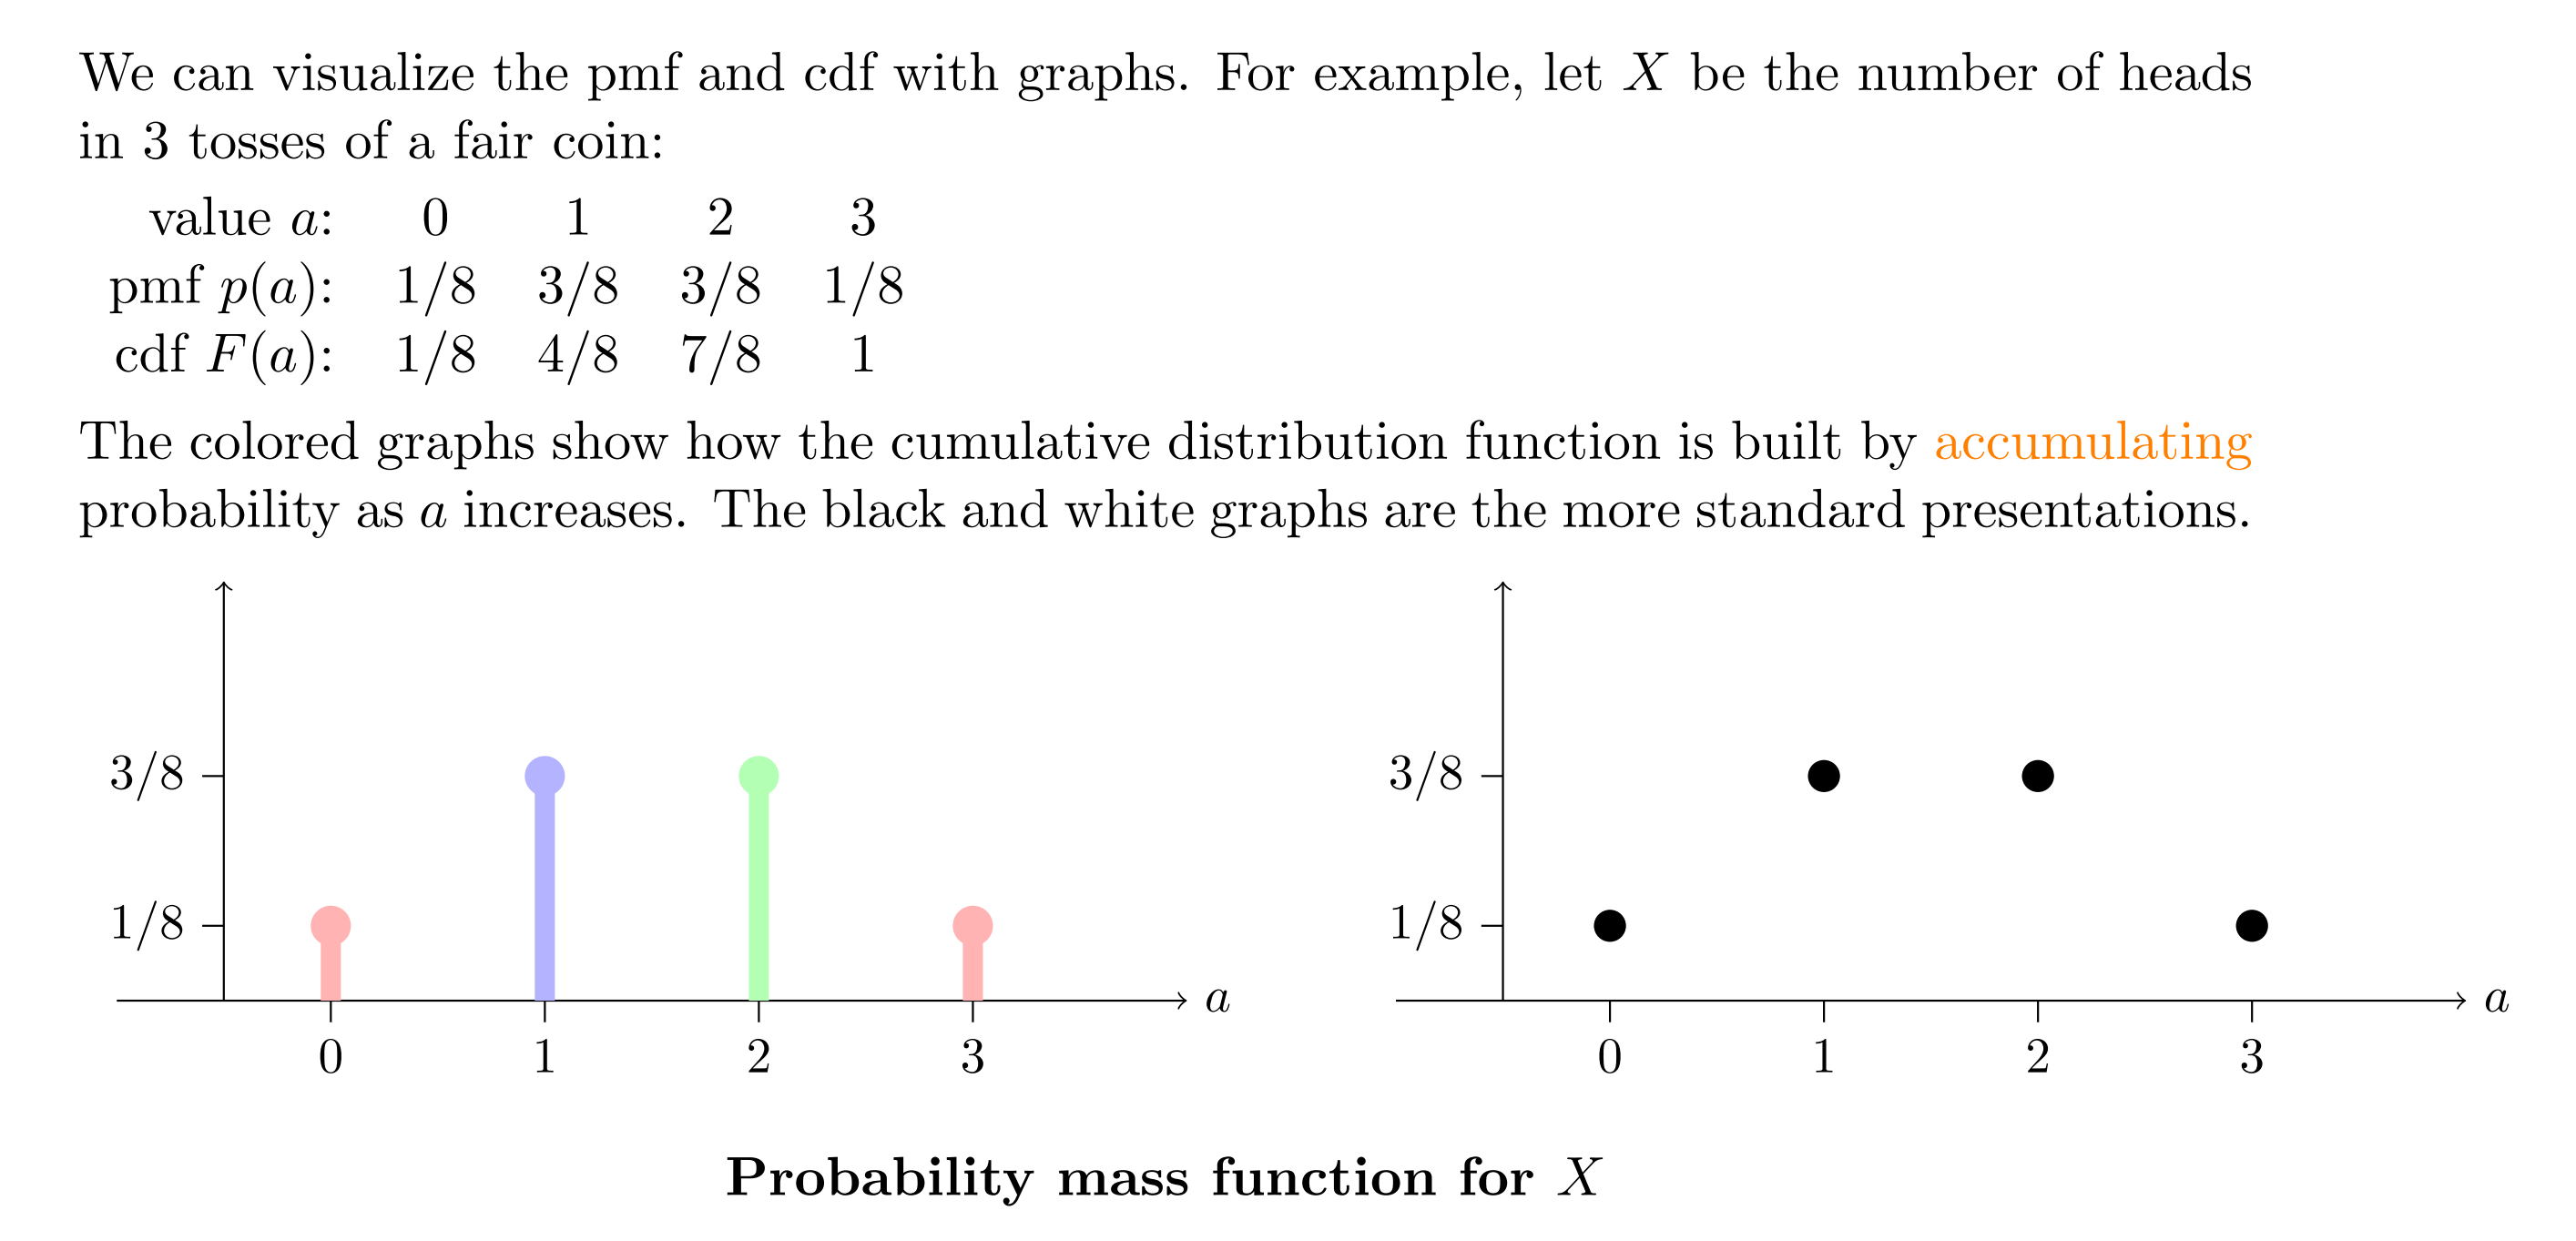 We can visualize the pmf and cdf with graphs. For example, let X be the number of heads
in 3 tosses of a fair coin:
value a: 0 1 2 3
pmf p(a): 1/8 3/8 3/8 1/8
cdf F(a): 1/8 4/8 7/8 1
The colored graphs show how the cumulative distribution function is built by accumulating
probability as a increases. The black and white graphs are the more standard presentations.
3/8
1/8
a
0 1 2 3
3/8
1/8
a
0 1 2 3
Probability mass function for X